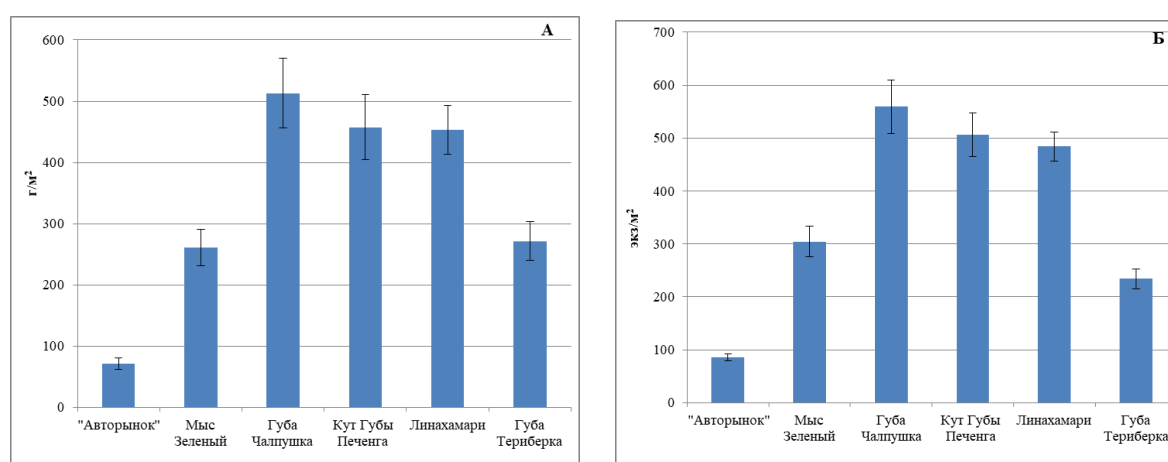 А
600
500
400
300
200
100
0
г/м²
"Авторынок"
Мыс
Зеленый
Губа
Чалпушка
Кут Губы
Печенга
Линахамари
Губа
Териберка
Б
700
600
500
400
300
200
100
0
экз/м²
"Авторынок"
Мыс
Зеленый
Губа
Чалпушка
Кут Губы
Печенга
Линахамари
Губа
Териберка